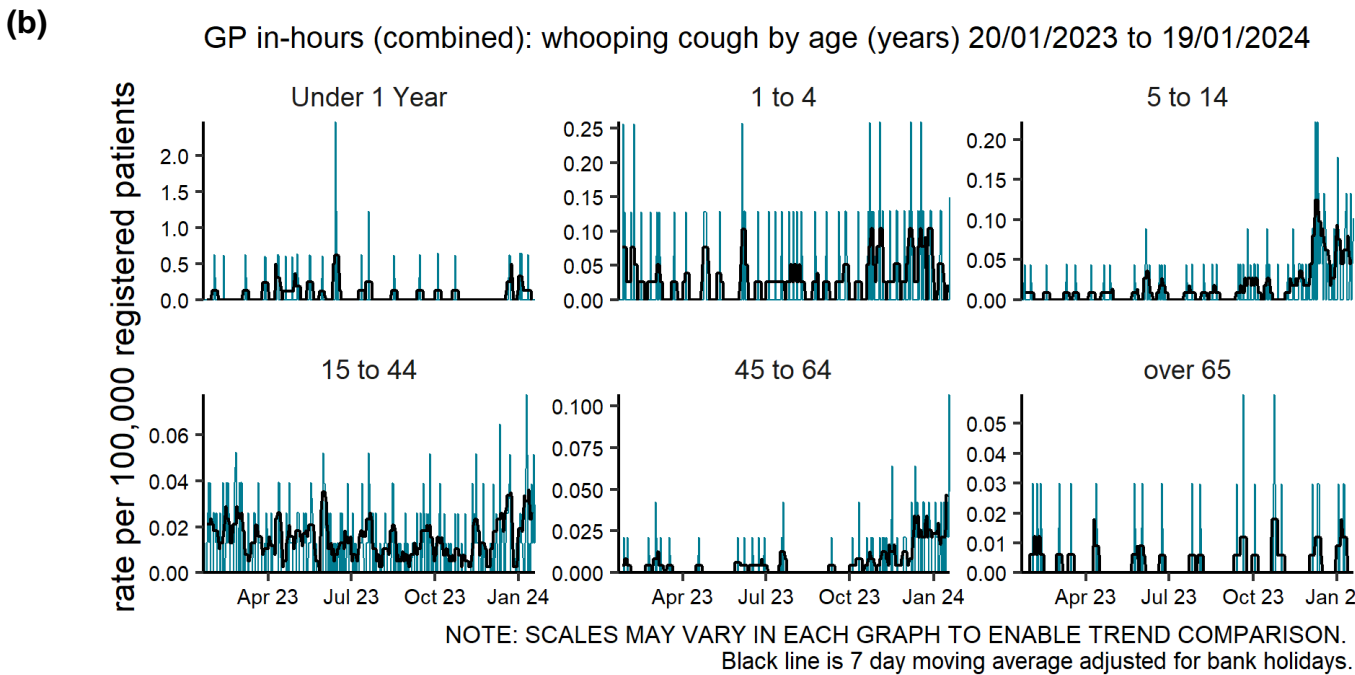 (b)
GP in-hours (combined): whooping cough by age (years) 20/01/2023 to 19/01/2024
rate per 100,000 registered patients
Under 1 Year
2.0
1.5
1.0
0.5
0.0
1 to 4
0.25
0.20
0.15
0.10
0.05
0.00
5 to 14
0.20
0.15
0.10
0.05
0.00
15 to 44
0.06
0.04
0.02
0.00
Apr 23 Jul 23 Oct 23 Jan 24
45 to 64
0.100
0.075
0.050
0.025
0.000
Apr 23 Jul 23 Oct 23 Jan 24
over 65
0.05
0.04
0.03
0.02
0.01
0.00
Apr 23 Jul 23 Oct 23 Jan 2
NOTE: SCALES MAY VARY IN EACH GRAPH TO ENABLE TREND COMPARISON.
Black line is 7 day moving average adjusted for bank holidays.